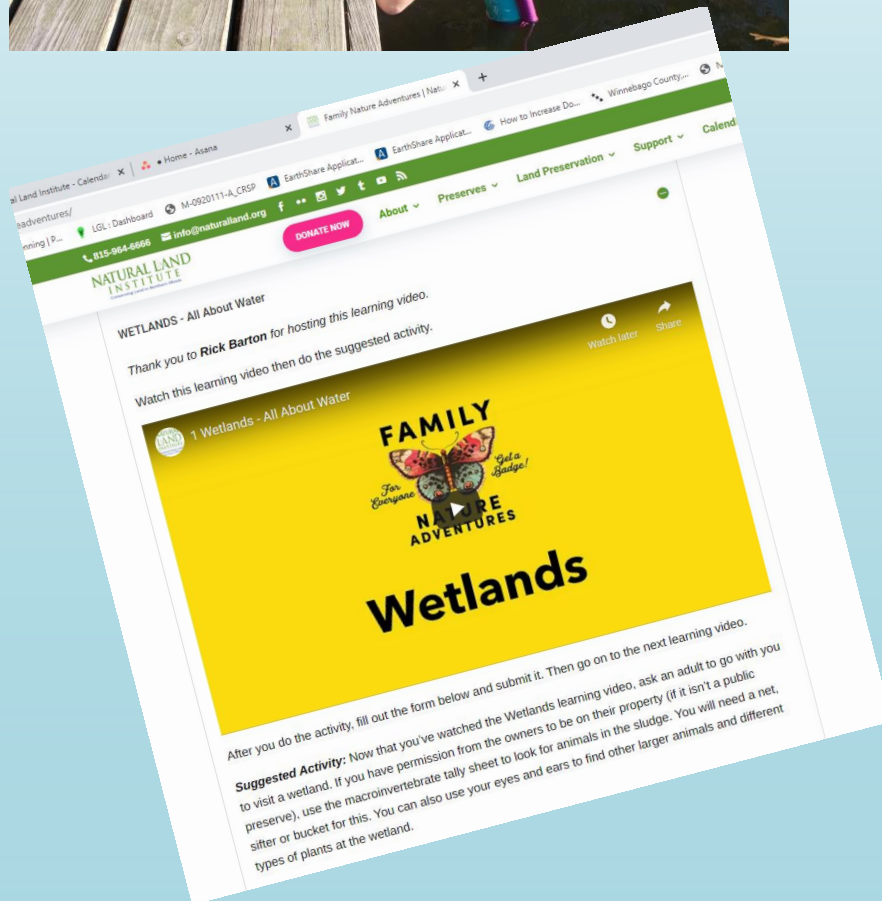 al Land Institute - Calendar
• Home - Asana
Family Nature Adventures | Natu
adventures/
nning | P...
LGL : Dashboard
M-0920111-A_CRSP
EarthShare Applicat...
EarthShare Applicat...
How to Increase Do...
Winnebago County,...
815-964-6666 info@naturalland.org
NATURAL LAND
INSTITUTE
DONATE NOW
About
Preserves
Land Preservation
Support
Calend
WETLANDS - All About Water
Thank you to Rick Barton for hosting this learning video.
Watch this learning video then do the suggested activity.
1 Wetlands - All About Water
Watch later
Share
FAMILY
For Everyone
Get a Badge!
NATURE
ADVENTURES
Wetlands
After you do the activity, fill out the form below and submit it. Then go on to the next learning video.
Suggested Activity: Now that you've watched the Wetlands learning video, ask an adult to go with you
to visit a wetland. If you have permission from the owners to be on their property (if it isn't a public
preserve), use the macroinvertebrate tally sheet to look for animals in the sludge. You will need a net,
sifter or bucket for this. You can also use your eyes and ears to find other larger animals and different
types of plants at the wetland.